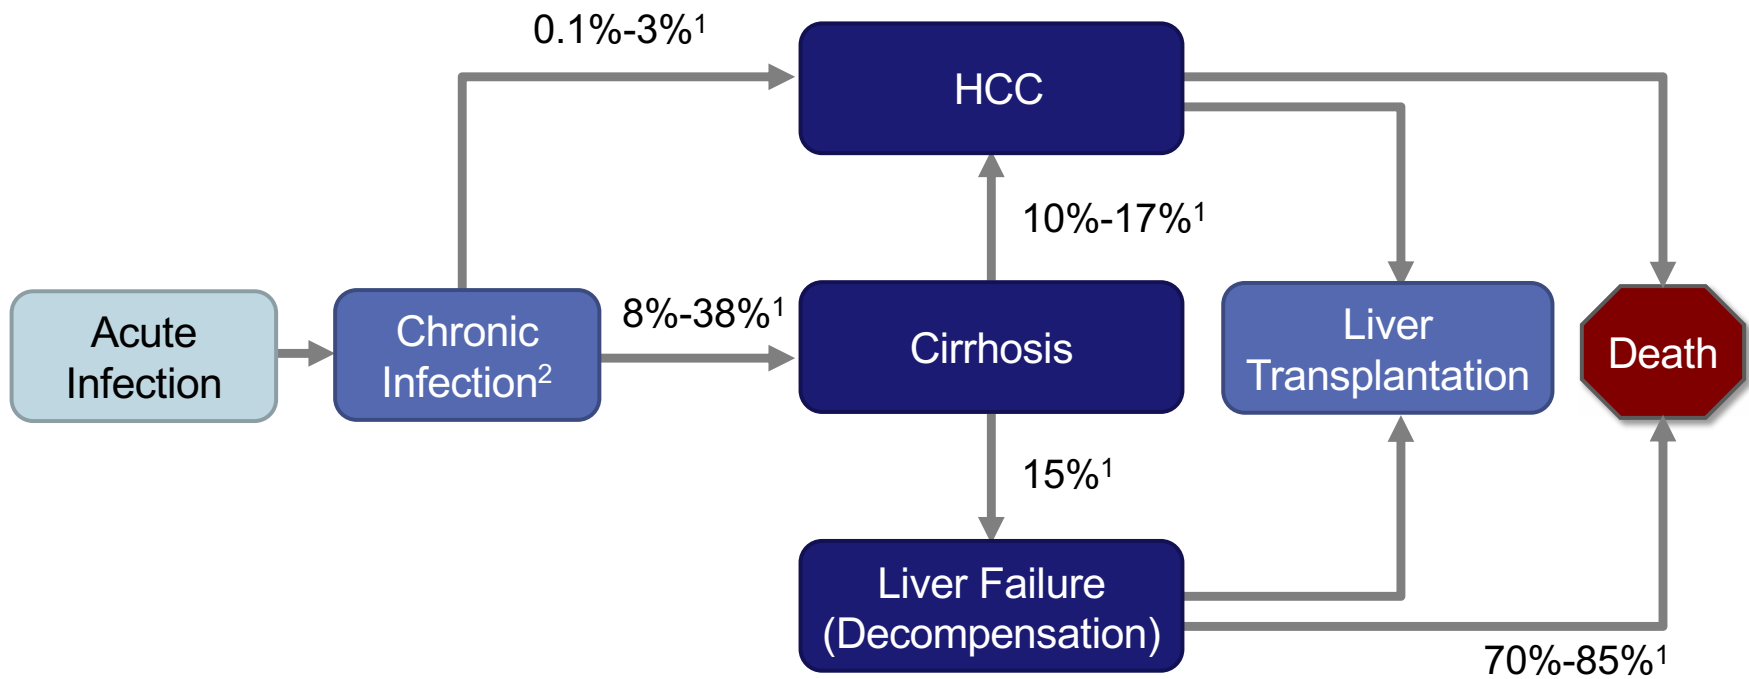 0.1%-3%¹
HCC
10%-17%¹
Acute
Infection
Chronic
Infection²
8%-38%¹
Cirrhosis
Liver
Transplantation
Death
15%¹
Liver Failure
(Decompensation)
70%-85%¹